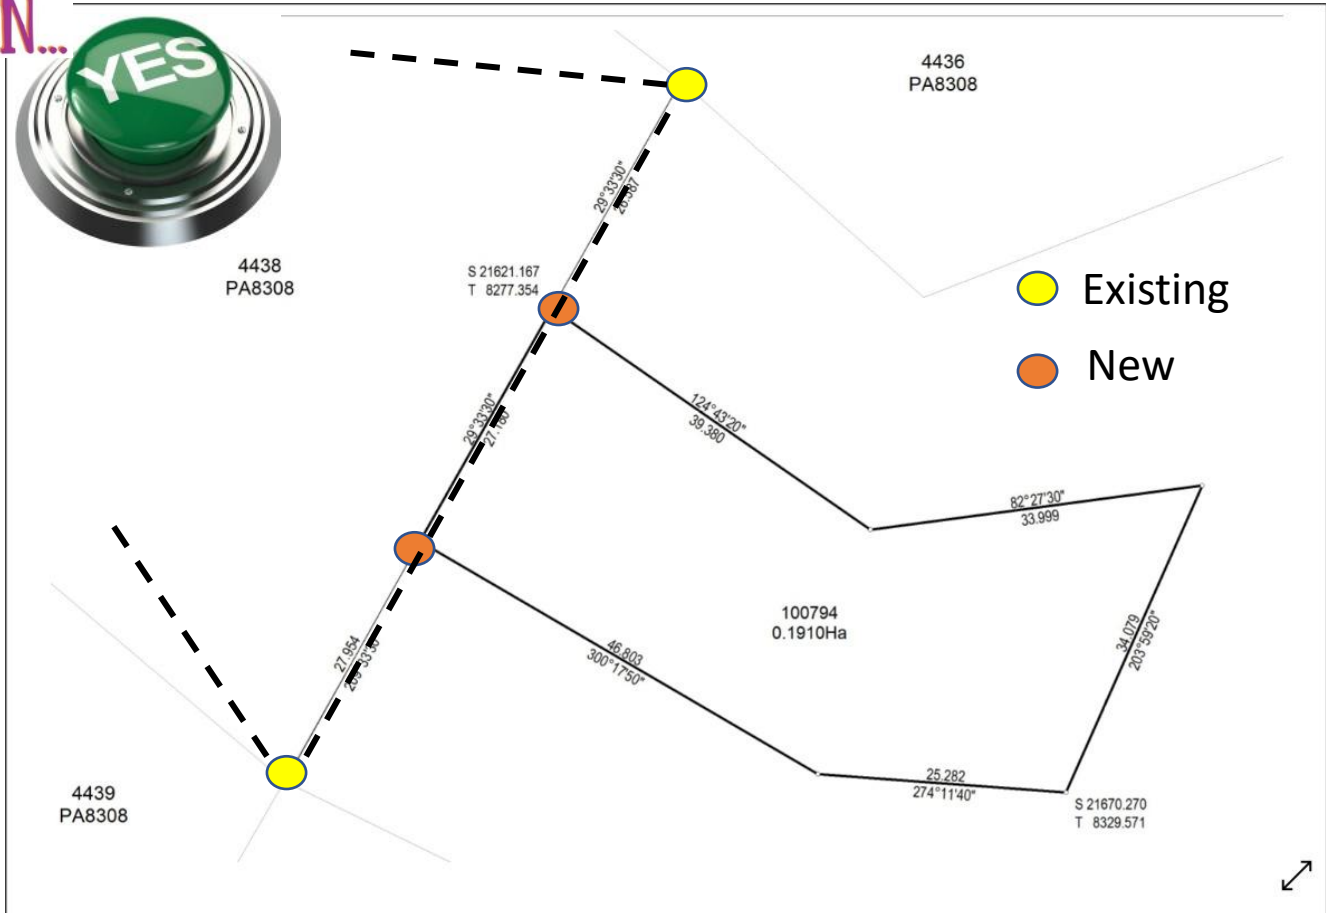 N...
YES
4436
PA8308
29°33'30"
4438
PA8308
S 21621.167
T 8277.354
Existing
New
29°33'30"
124°43'20"
39.380
82°27'30"
33.999
100794
0.1910Ha
27.954
46.803
300°17'50"
34.079
203°59'20"
25.282
274°11'40"
4439
PA8308
S 21670.270
T 8329.571